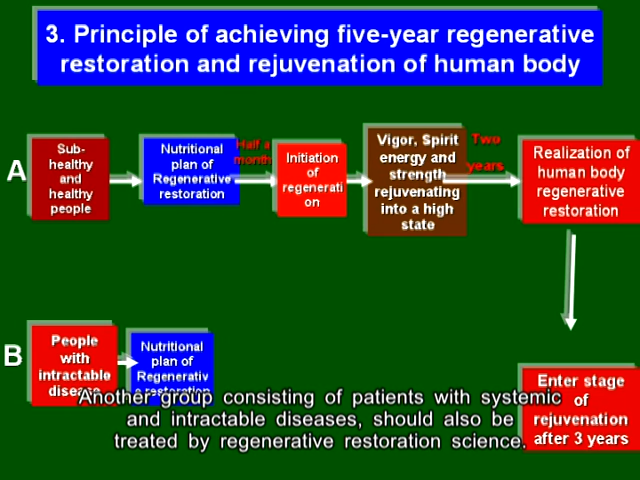 3. Principle of achieving five-year regenerative
restoration and rejuvenation of human body
A
Sub-
healthy
and
healthy
people
Nutritional
plan of
Regenerative
restoration
Half a
month
Initiation
of
regenerati
on
Vigor, Spirit
energy and
strength
rejuvenating
into a high
state
Two
years
Realization of
human body
regenerative
restoration
B
People
with
intractable
disease
Nutritional
plan of
Regenerativ
e restoration
Enter stage
of
rejuvenation
after 3 years
Another group consisting of patients with systemic
and intractable diseases, should also be
treated by regenerative restoration science.